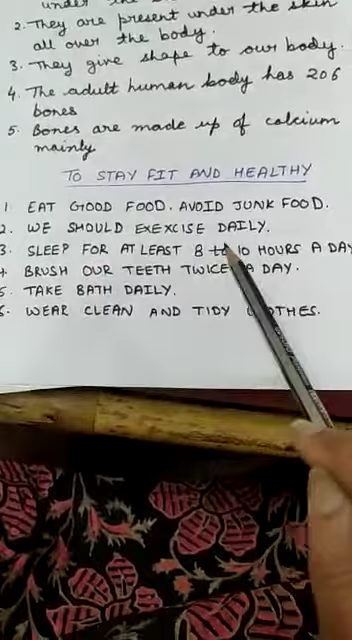 under the
2. They are present under the skin
all over the body.
3. They give shape to our body.
4. The adult human body has 206
bones
5. Bones are made up of calcium
mainly
TO STAY FIT AND HEALTHY
1 EAT GOOD FOOD. AVOID JUNK FOOD.
2. WE SHOULD EXEXCISE DAILY.
3. SLEEP FOR AT LEAST 8 to 10 HOURS A DAY
4. BRUSH OUR TEETH TWICE A DAY.
5. TAKE BATH DAILY.
6. WEAR CLEAN AND TIDY CLOTHES.